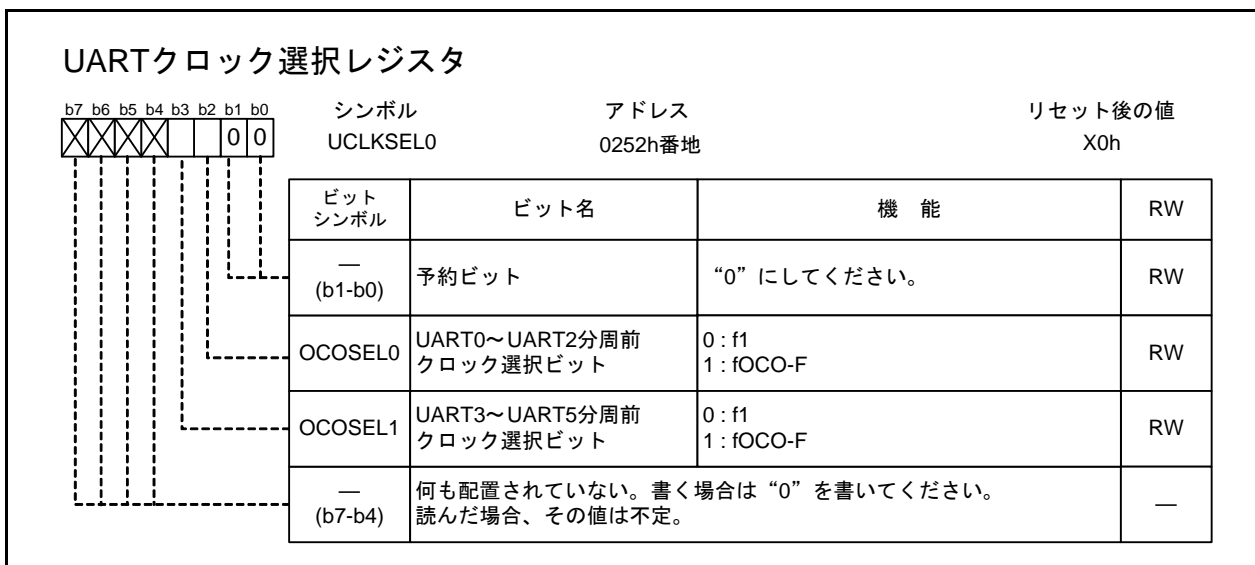 UARTクロック選択レジスタ
b7 b6 b5 b4 b3 b2 b1 b0
0 0
シンボル アドレス リセット後の値
UCLKSEL0 0252h番地 X0h
ビット
シンボル
ビット名 機 能 RW
—
(b1-b0)
予約ビット “0”にしてください。 RW
OCOSEL0
UART0～UART2分周前
クロック選択ビット
0 : f1
1 : fOCO-F
RW
OCOSEL1
UART3～UART5分周前
クロック選択ビット
0 : f1
1 : fOCO-F
RW
—
(b7-b4)
何も配置されていない。書く場合は“0”を書いてください。
読んだ場合、その値は不定。
—